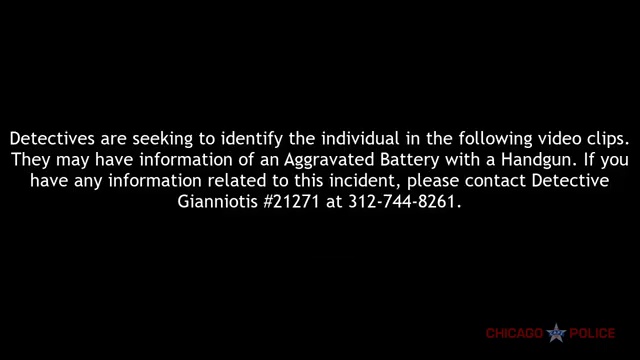 Detectives are seeking to identify the individual in the following video clips.
They may have information of an Aggravated Battery with a Handgun. If you
have any information related to this incident, please contact Detective
Gianniotis #21271 at 312-744-8261.
CHICAGO POLICE